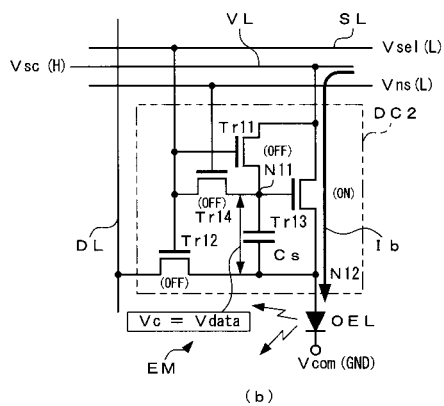 VL SL
Vsel(L)
Vsc(H)
Vns(L)
DC2
Tr11
(OFF) N11
(ON)
(OFF)
Tr14 Tr13
DL Tr12 Cs Ib
N12
(OFF)
OEL
Vc = Vdata
Vcom(GND)
EM
(b)